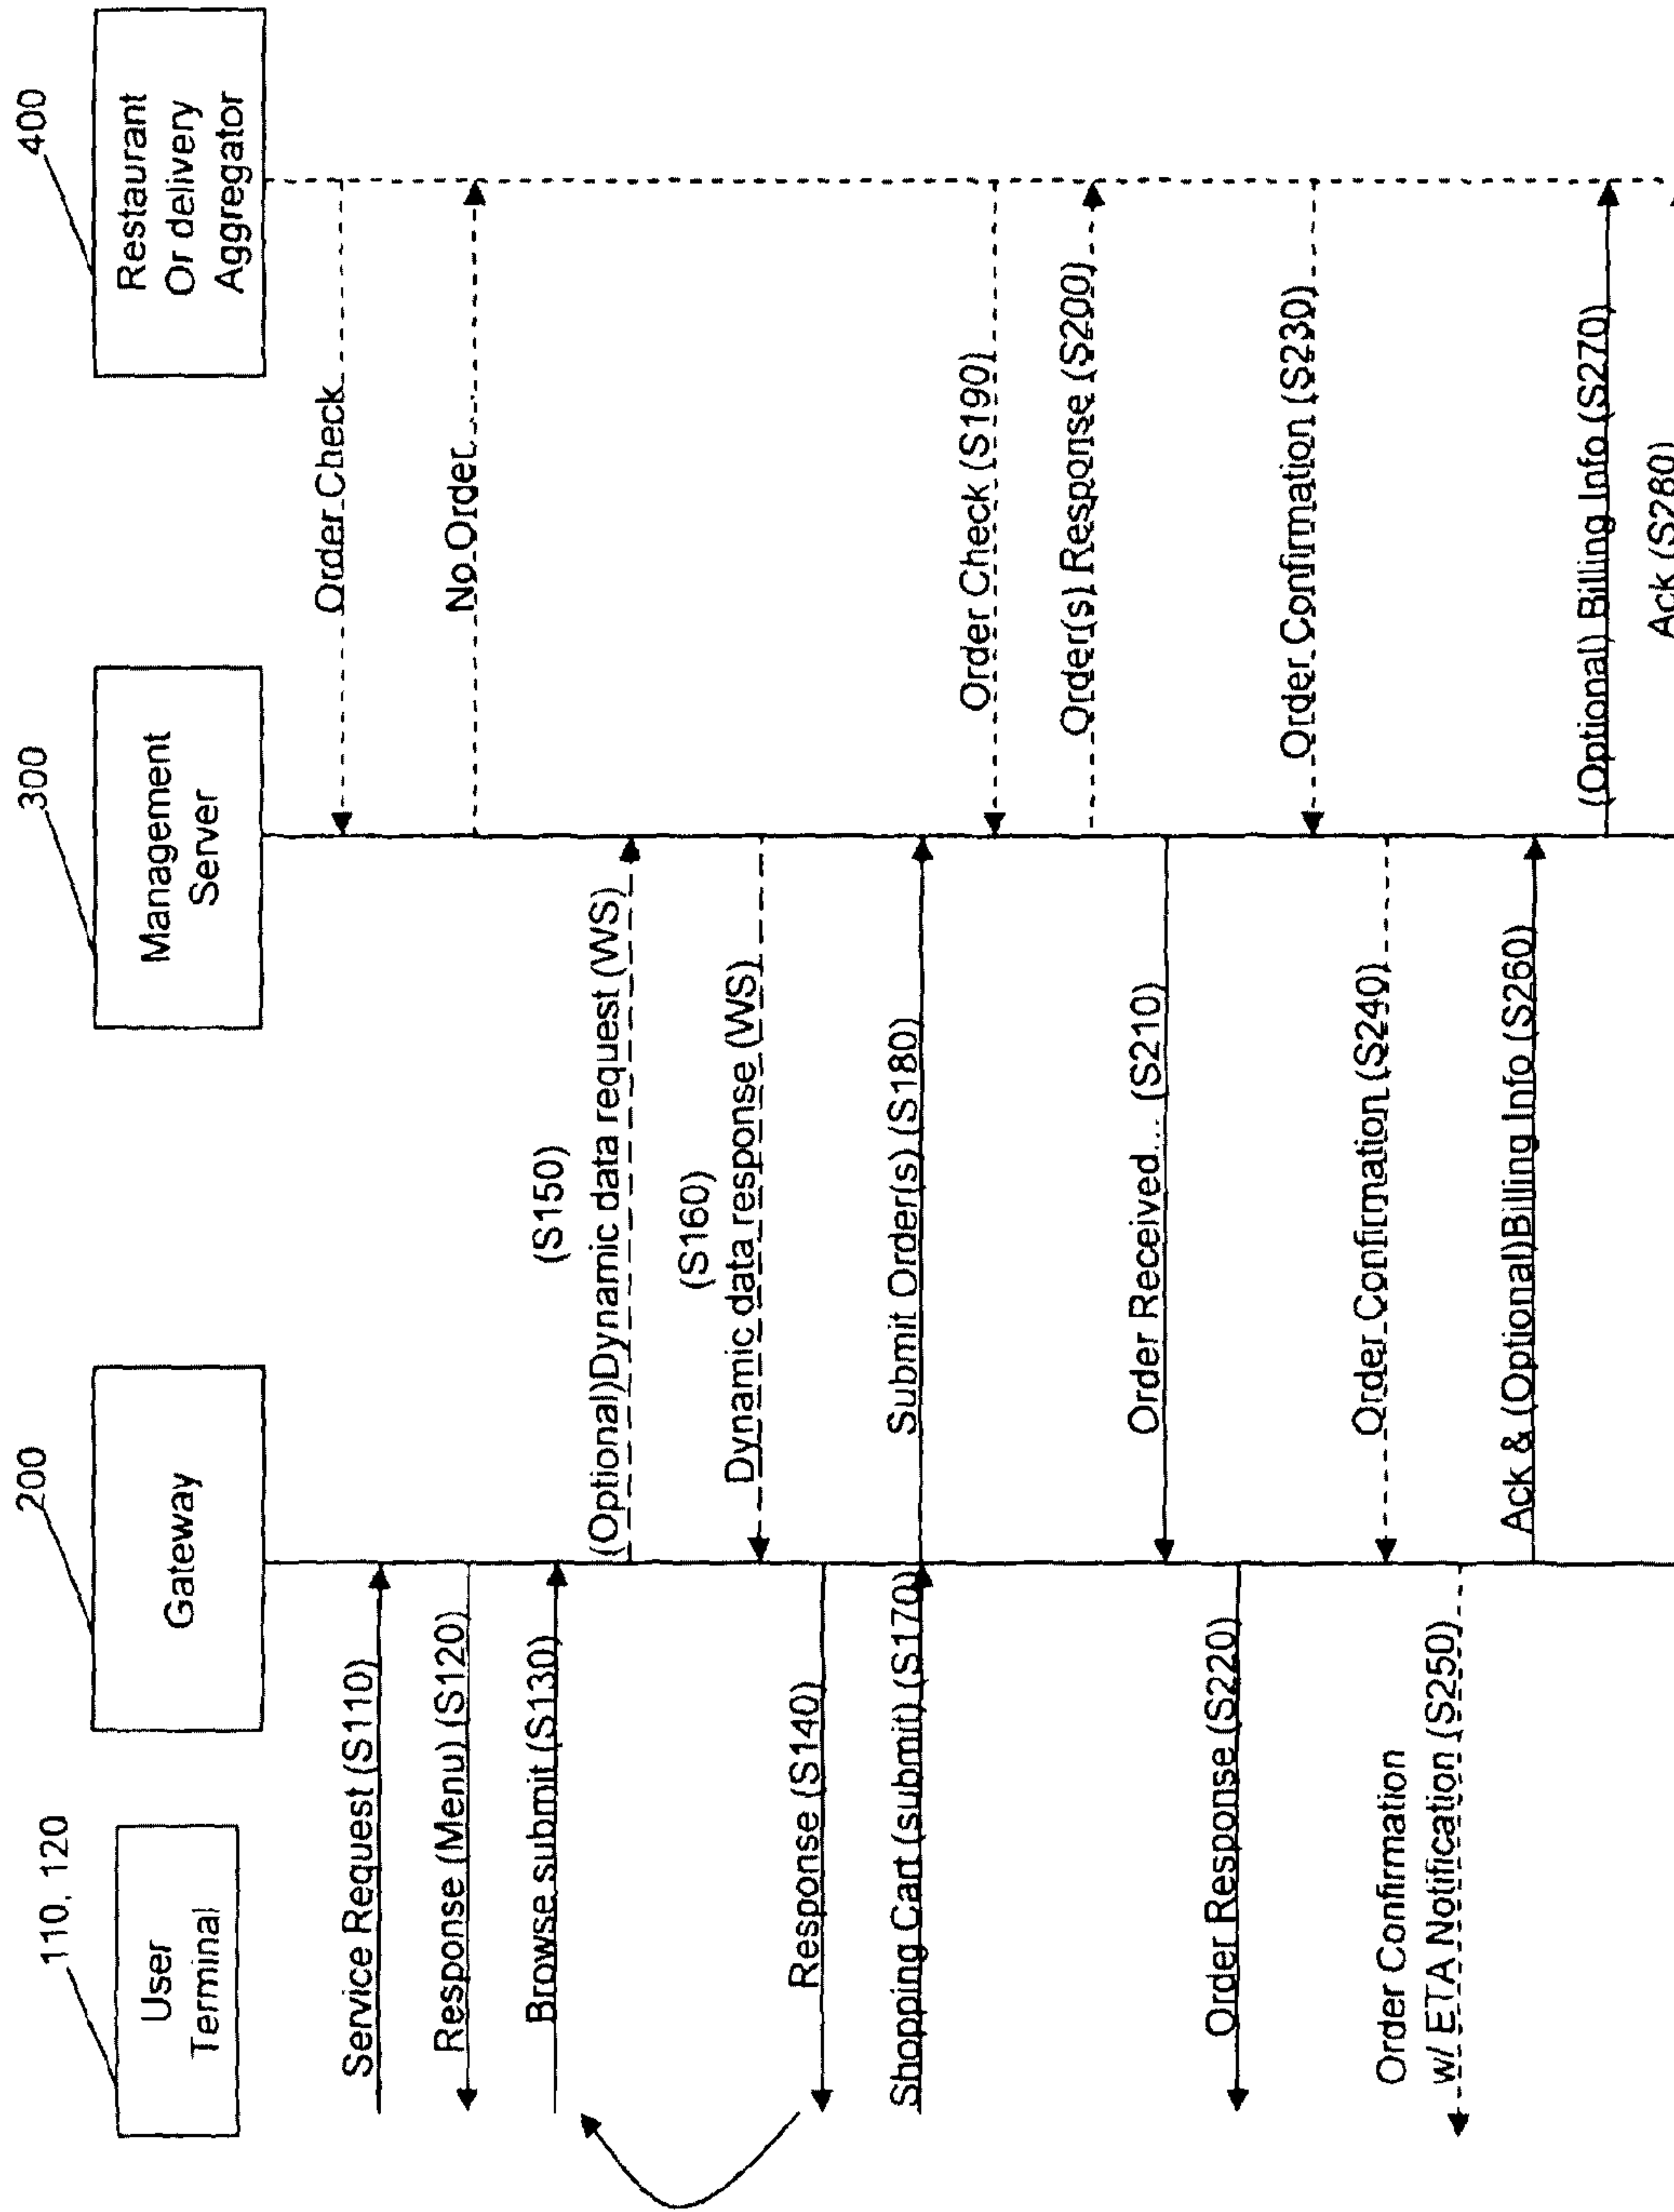 110, 120
200
300
400
User
Terminal
Gateway
Management
Server
Restaurant
Or delivery
Aggregator
Order Check
Service Request (S110)
Response (Menu) (S120)
No Order
Browse submit (S130)
(S150)
(Optional)Dynamic data request (WS)
(S160)
Dynamic data response (WS)
Response (S140)
Shopping Cart (submit) (S170)
Submit Order(s) (S180)
Order Check (S190)
Order(s) Response (S200)
Order Received... (S210)
Order Response (S220)
Order Confirmation (S230)
Order Confirmation (S240)
Order Confirmation
w/ ETA Notification (S250)
Ack & (Optional)Billing Info (S260)
(Optional) Billing Info (S270)
Ack (S280)